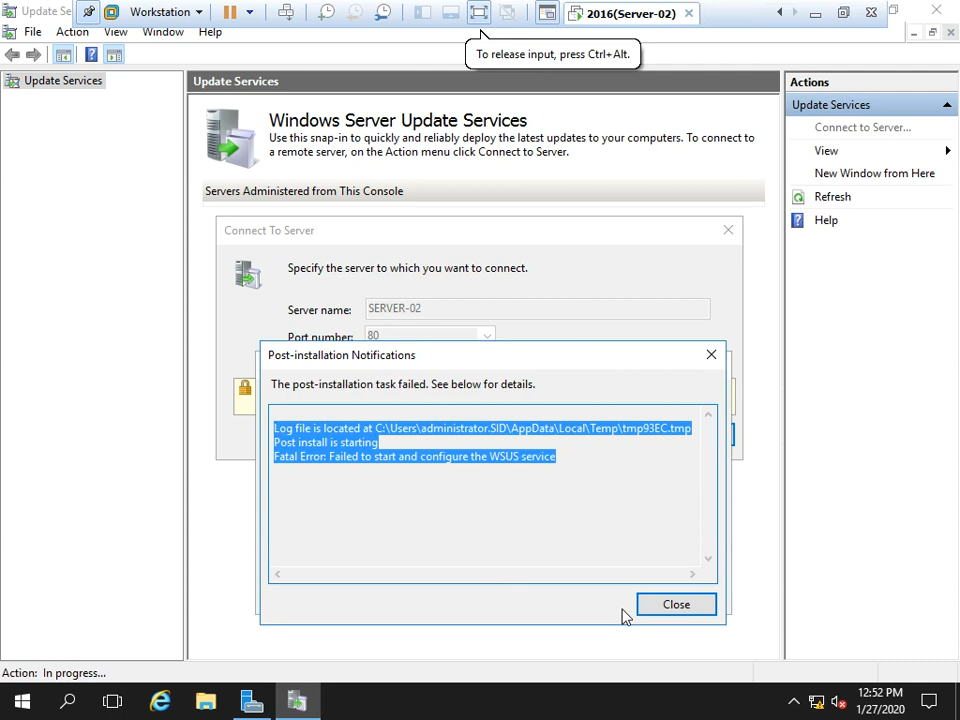 Update Se
Workstation
2016(Server-02)
File Action View Window Help
To release input, press Ctrl+Alt.
Update Services
Update Services
Windows Server Update Services
Use this snap-in to quickly and reliably deploy the latest updates to your computers. To connect to
a remote server, on the Action menu click Connect to Server.
Servers Administered from This Console
Connect To Server
Specify the server to which you want to connect.
Server name: SERVER-02
Port number: 80
Post-installation Notifications
The post-installation task failed. See below for details.
Log file is located at C:\Users\administrator.SID\AppData\Local\Temp\tmp93EC.tmp
Post install is starting
Fatal Error: Failed to start and configure the WSUS service
Close
Actions
Update Services
Connect to Server...
View
New Window from Here
Refresh
Help
Action: In progress...
12:52 PM
1/27/2020